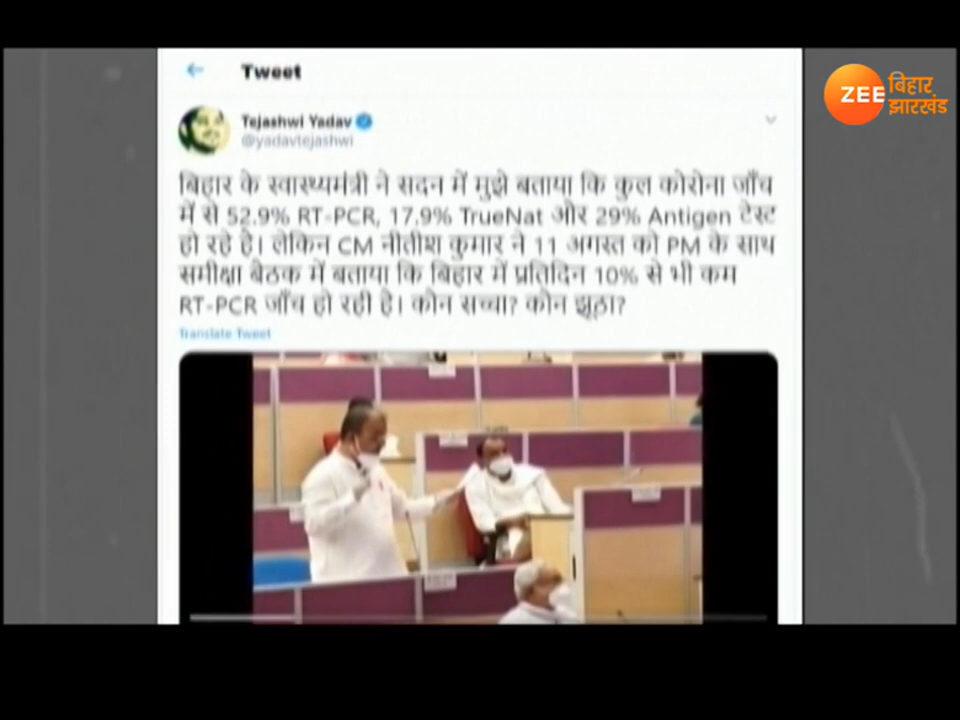 Tweet
ZEE बिहार झारखंड
Tejashwi Yadav
@yadavtejashwi
बिहार के स्वास्थ्यमंत्री ने सदन में मुझे बताया कि कुल कोरोना जाँच
में से 52.9% RT-PCR, 17.9% TrueNat और 29% Antigen टेस्ट
हो रहे है। लेकिन CM नीतीश कुमार ने 11 अगस्त को PM के साथ
समीक्षा बैठक में बताया कि बिहार में प्रतिदिन 10% से भी कम
RT-PCR जाँच हो रही है। कौन सच्चा? कौन झूठा?
Translate Tweet